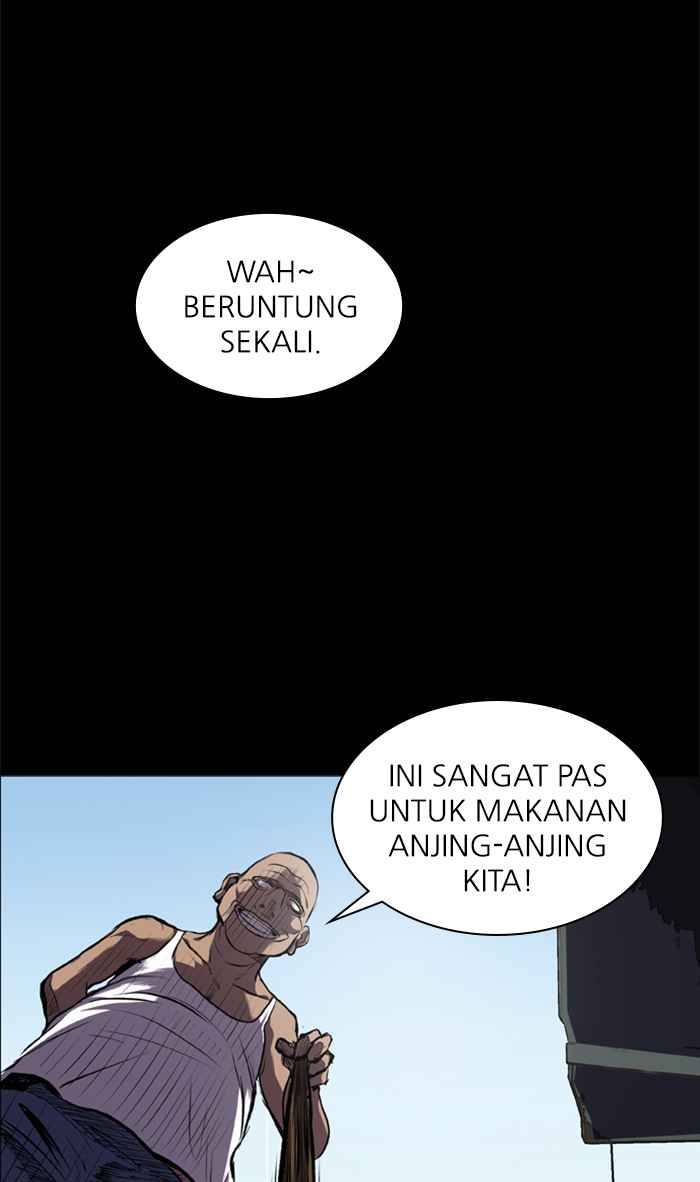 WAH~
BERUNTUNG
SEKALI.
INI SANGAT PAS
UNTUK MAKANAN
ANJING-ANJING
KITA!